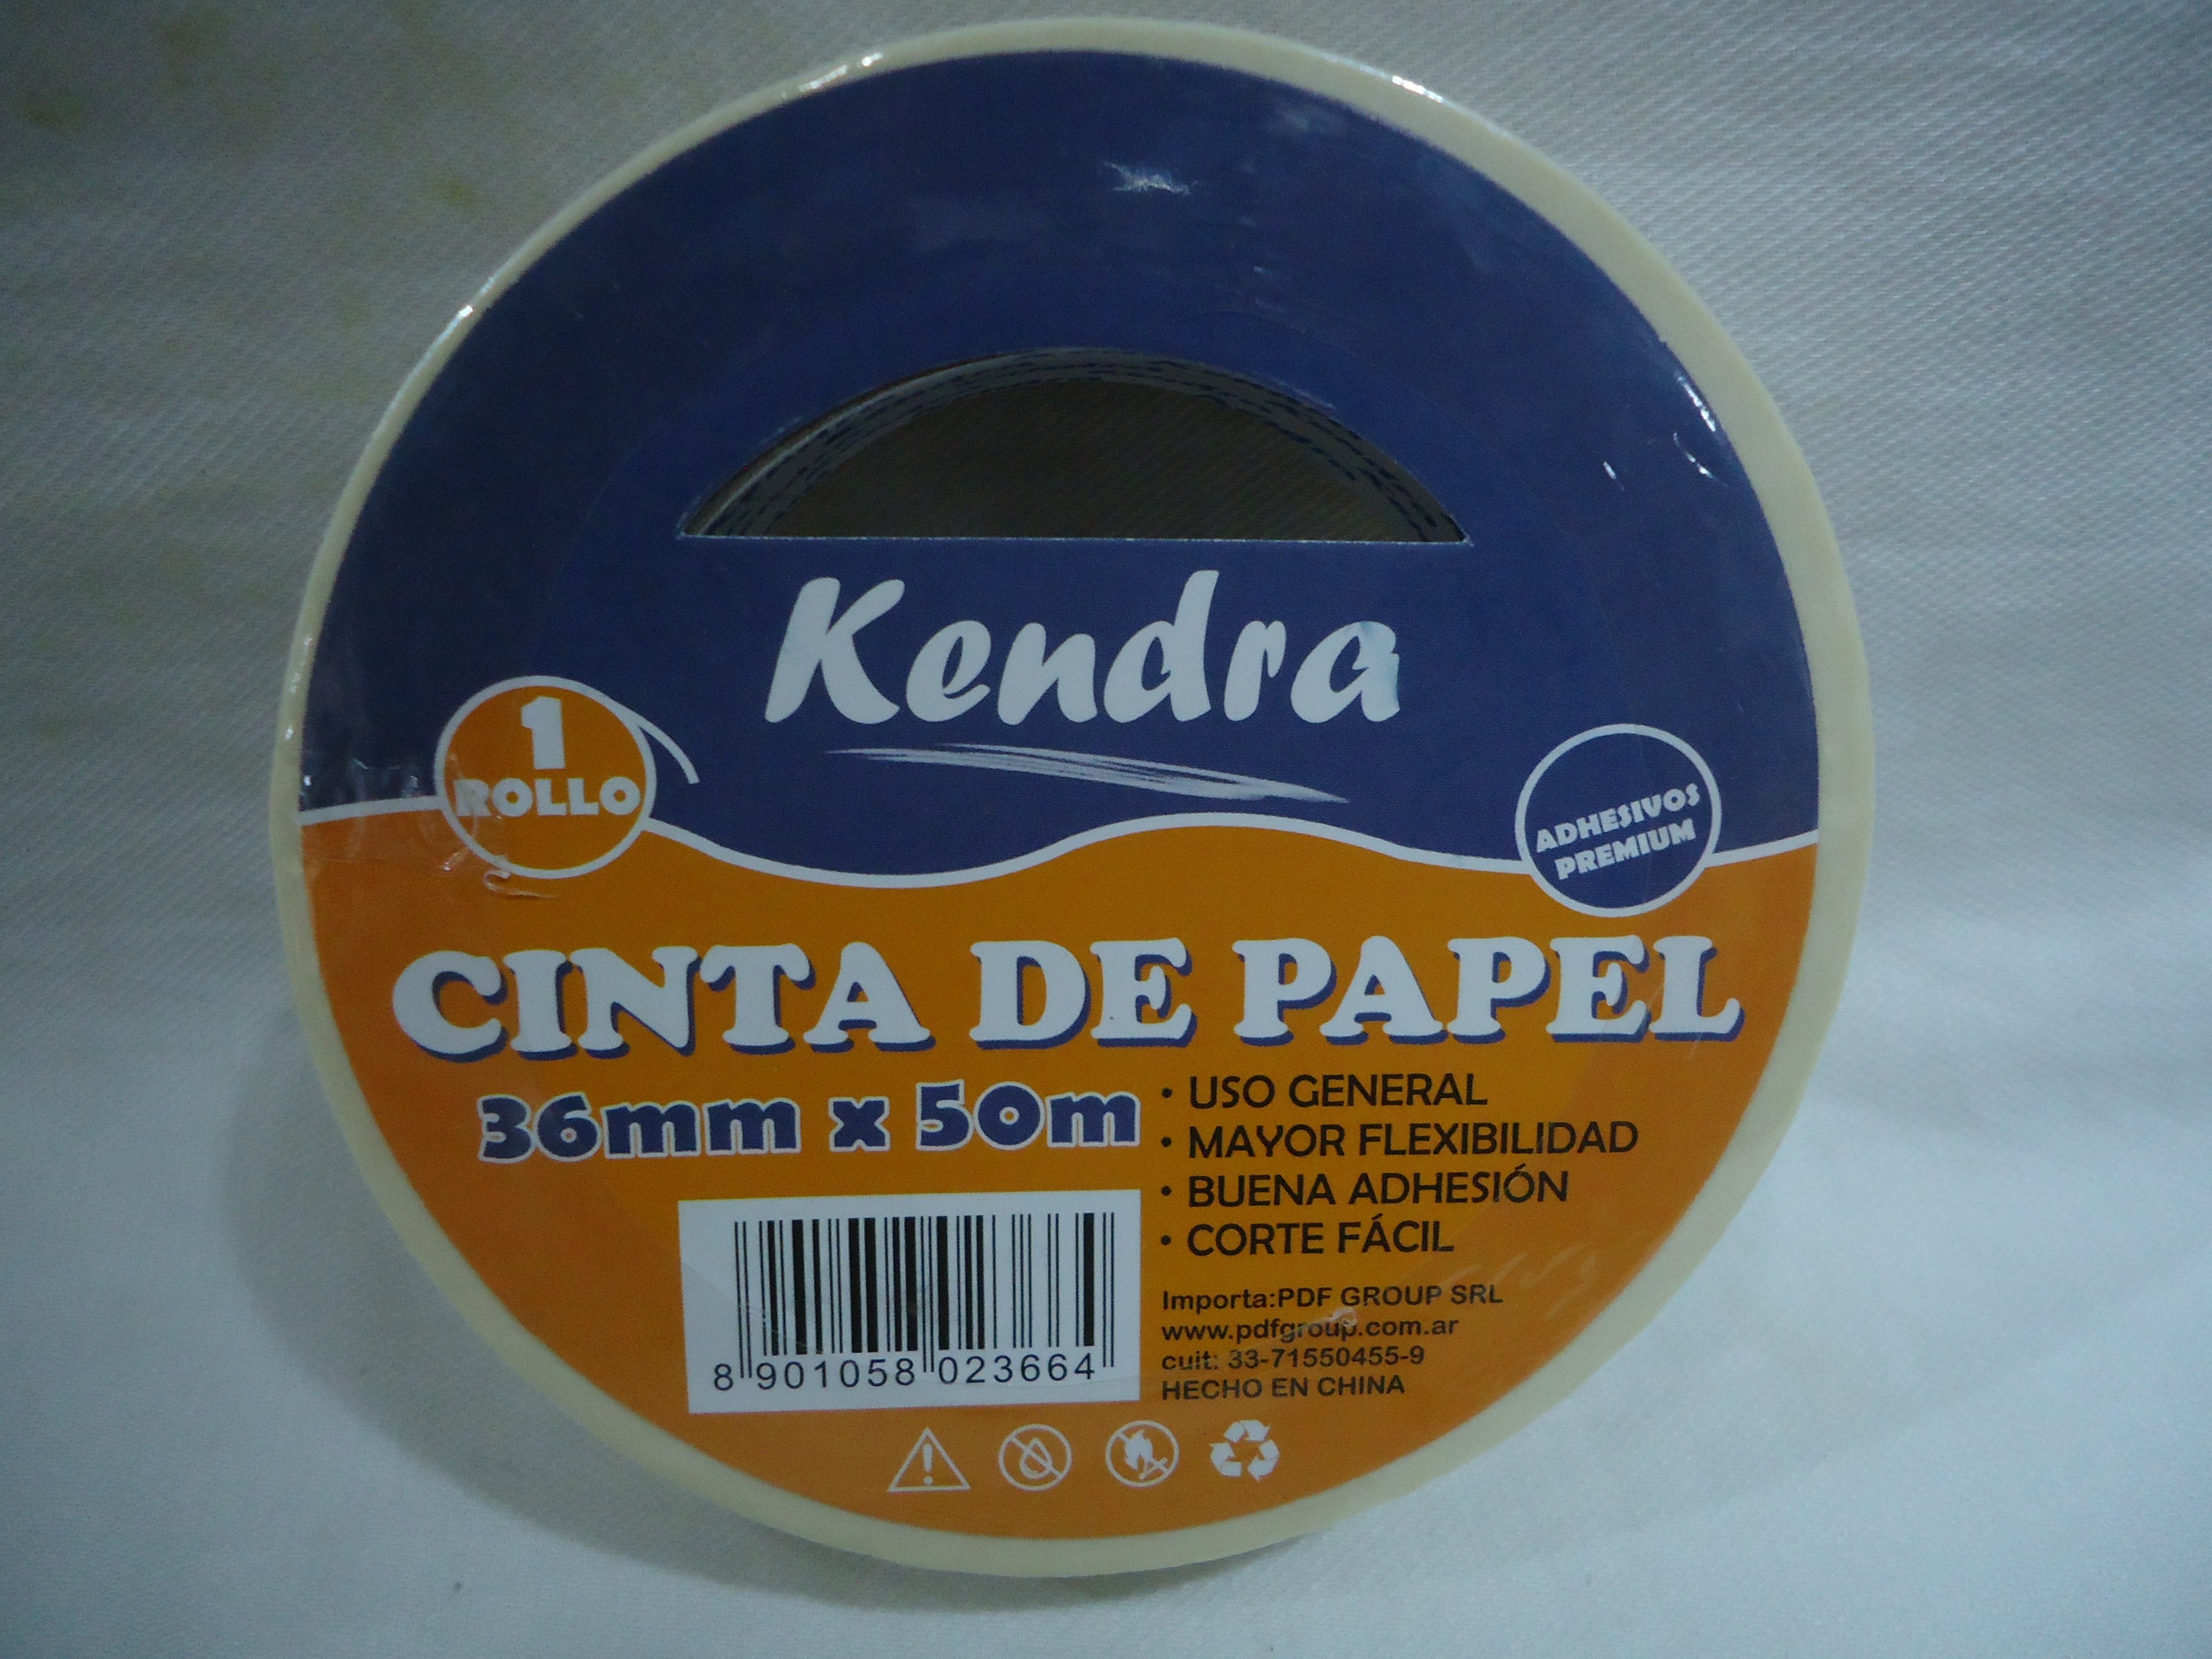 Kendra
1
ROLLO
ADHESIVOS
PREMIUM
CINTA DE PAPEL
36mm x 50m
• USO GENERAL
• MAYOR FLEXIBILIDAD
• BUENA ADHESIÓN
• CORTE FÁCIL
Importa:PDF GROUP SRL
www.pdfgroup.com.ar
cuit: 33-71550455-9
HECHO EN CHINA
8 901058 023664